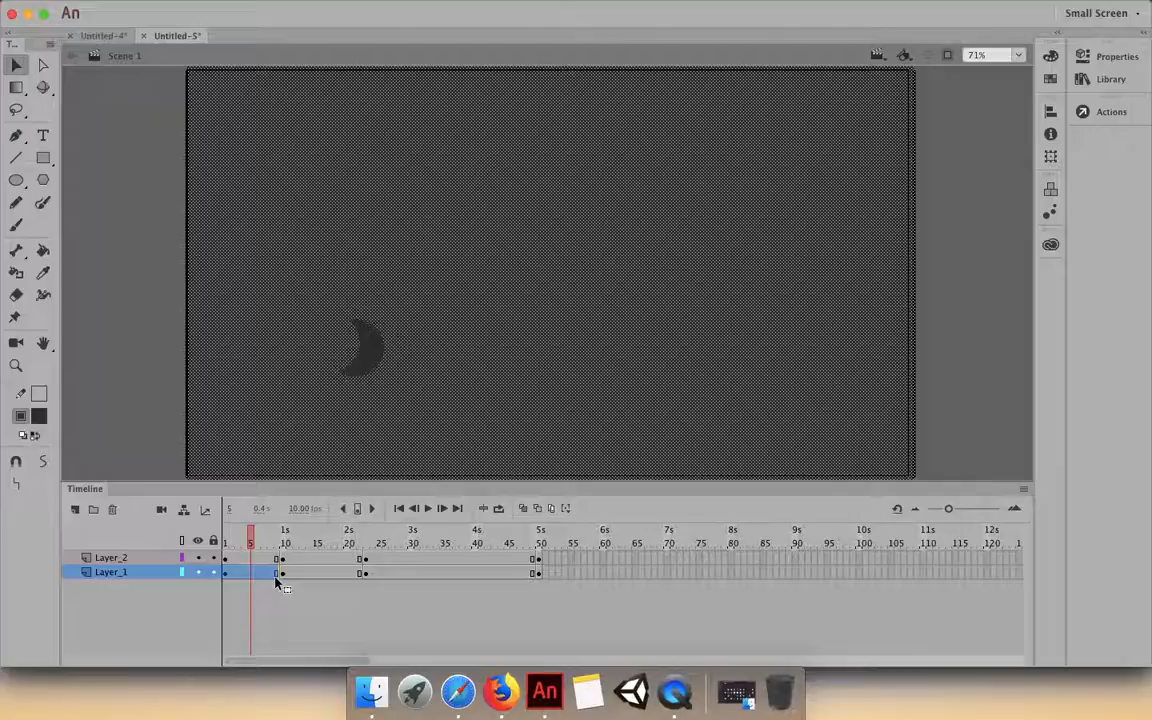 An
Small Screen
Untitled-4*
Untitled-5*
T...
Scene 1
71%
Properties
Library
Actions
Timeline
5
0.4 s
10.00 fps
1s 2s 3s 4s 5s 6s 7s 8s 9s 10s 11s 12s
1 5 10 15 20 25 30 35 40 45 50 55 60 65 70 75 80 85 90 95 100 105 110 115 120 1
Layer_2
Layer_1
An